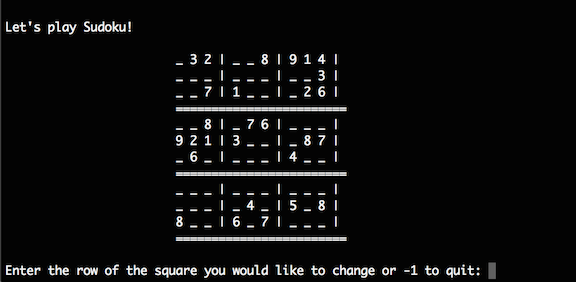 Let's play Sudoku!
_ 3 2 | _ _ 8 | 9 1 4 |
_ _ _ | _ _ _ | _ _ 3 |
_ _ 7 | 1 _ _ | _ 2 6 |
========================
_ _ 8 | _ 7 6 | _ _ _ |
9 2 1 | 3 _ _ | _ 8 7 |
_ 6 _ | _ _ _ | 4 _ _ |
========================
_ _ _ | _ _ _ | _ _ _ |
_ _ _ | _ 4 _ | 5 _ 8 |
8 _ _ | 6 _ 7 | _ _ _ |
========================
Enter the row of the square you would like to change or -1 to quit: